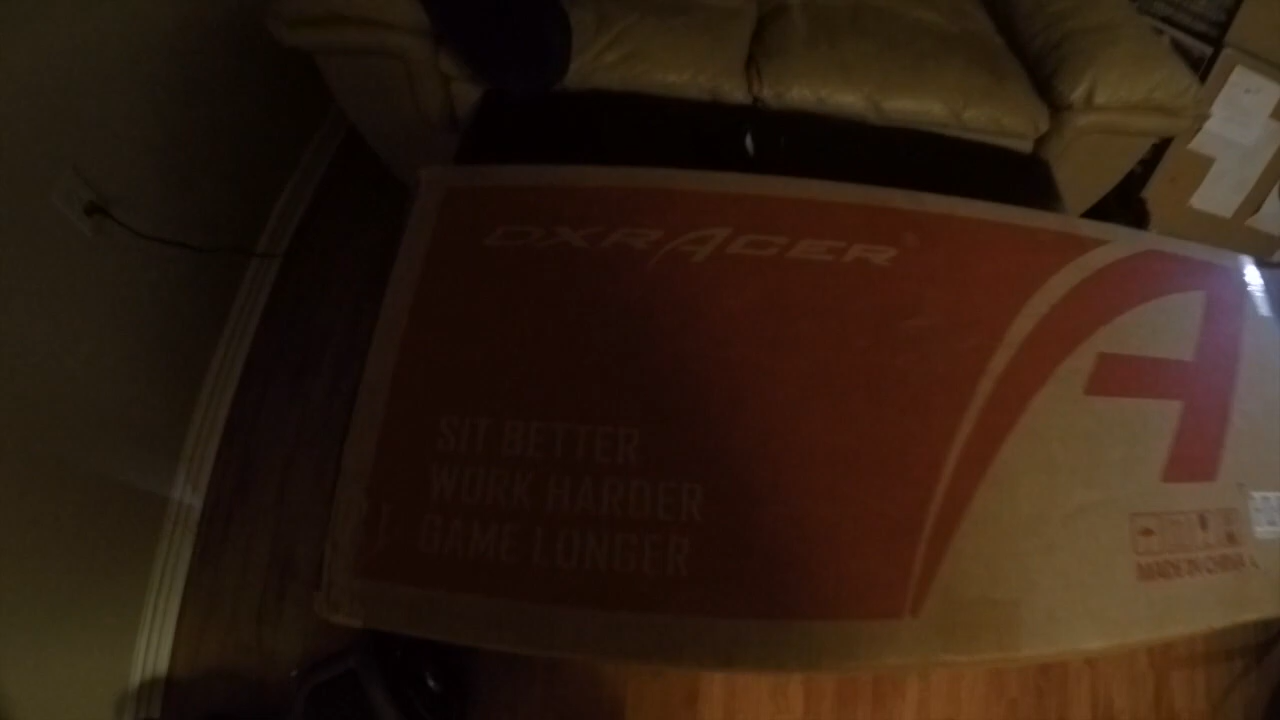 DXRACER
SIT BETTER
WORK HARDER
GAME LONGER
MADE IN CHINA